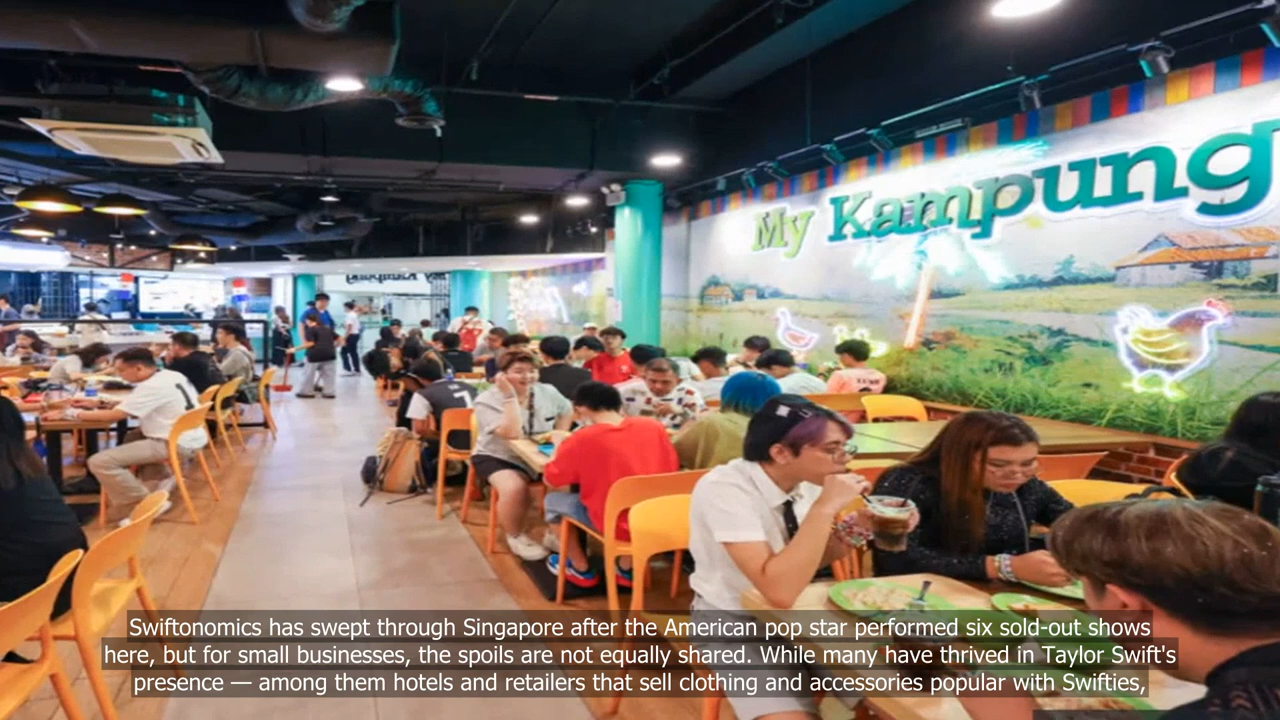 My Kampung
Swiftonomics has swept through Singapore after the American pop star performed six sold-out shows
here, but for small businesses, the spoils are not equally shared. While many have thrived in Taylor Swift's
presence — among them hotels and retailers that sell clothing and accessories popular with Swifties,